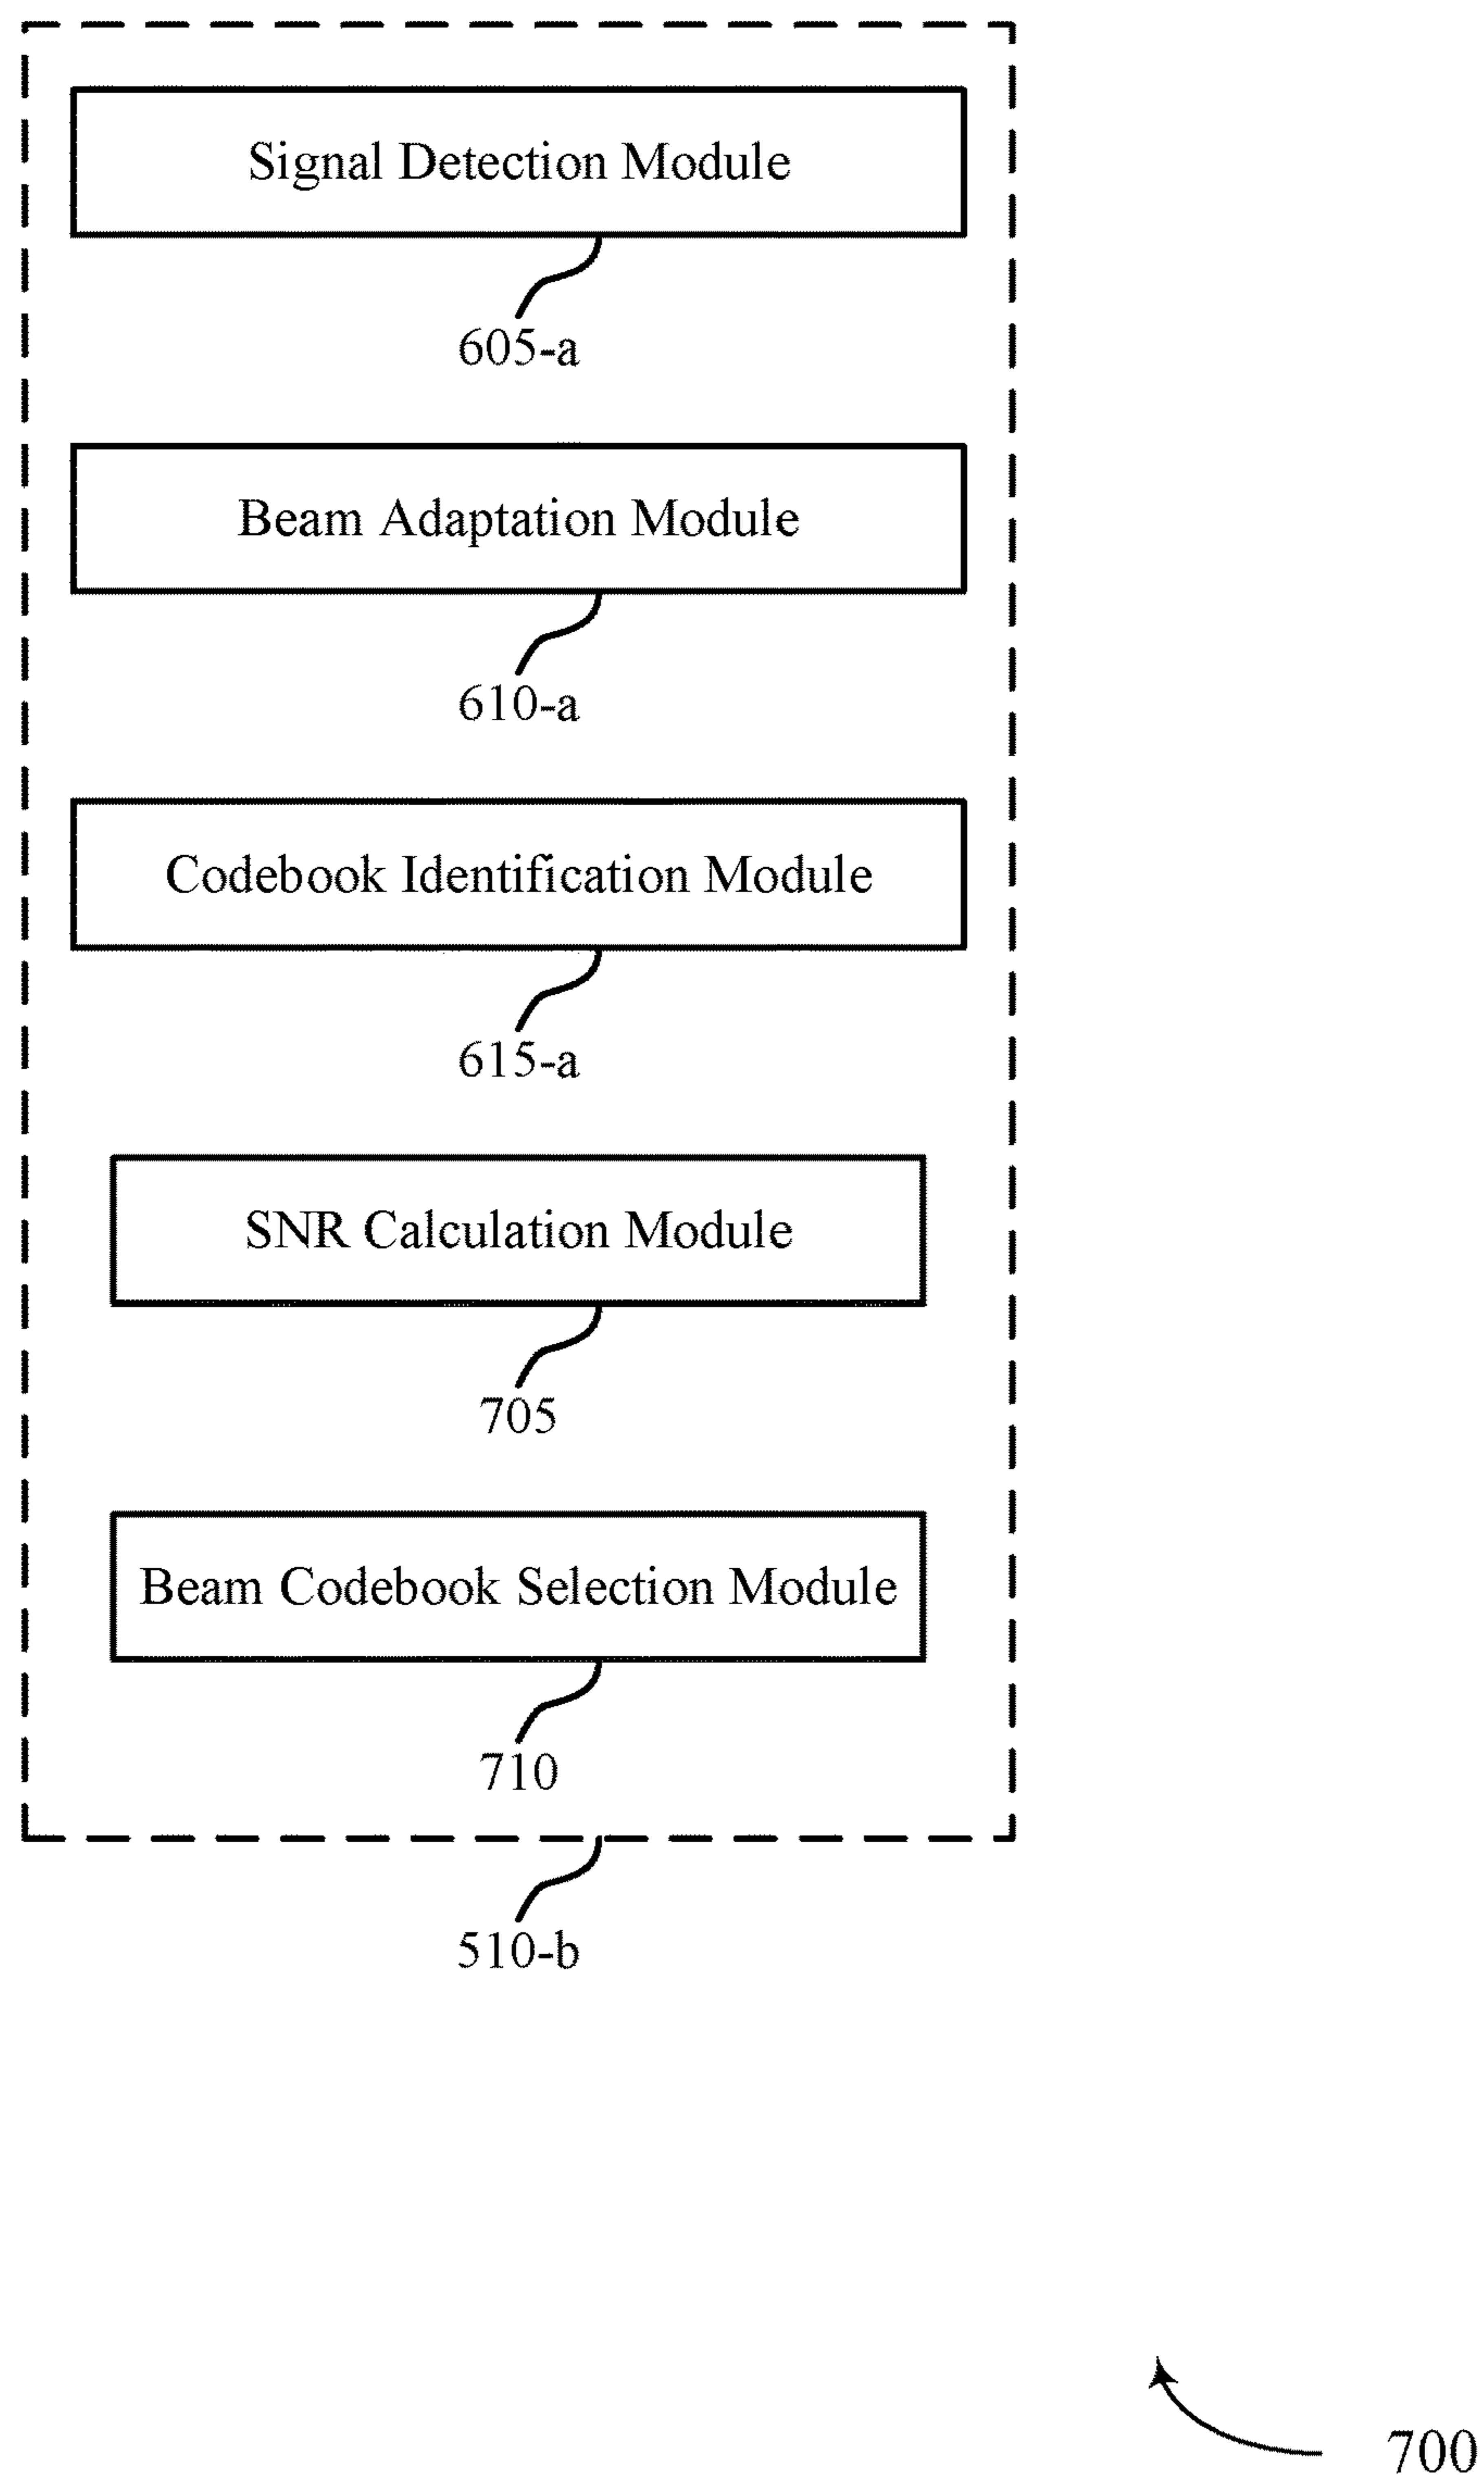 Signal Detection Module
605-a
Beam Adaptation Module
610-a
Codebook Identification Module
615-a
SNR Calculation Module
705
Beam Codebook Selection Module
710
510-b
700